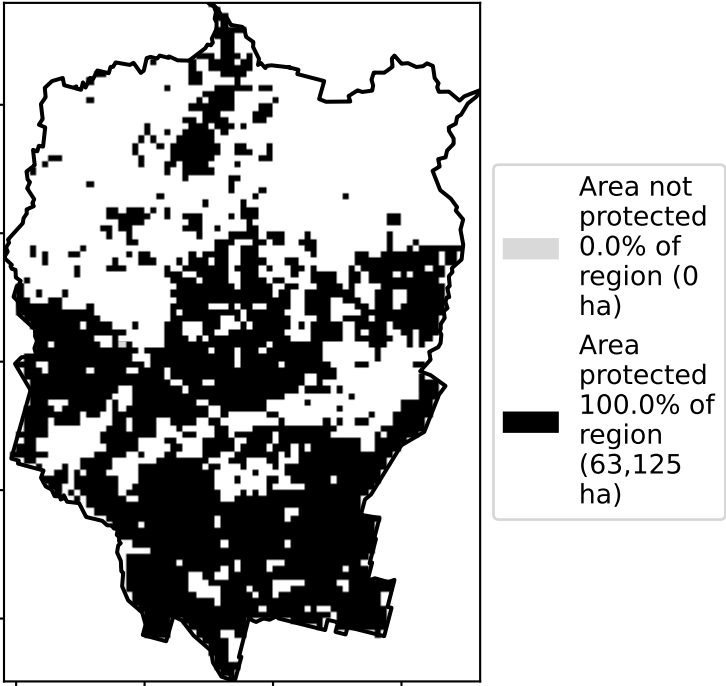 Area not
protected
0.0% of
region (0
ha)
Area
protected
100.0% of
region
(63,125
ha)